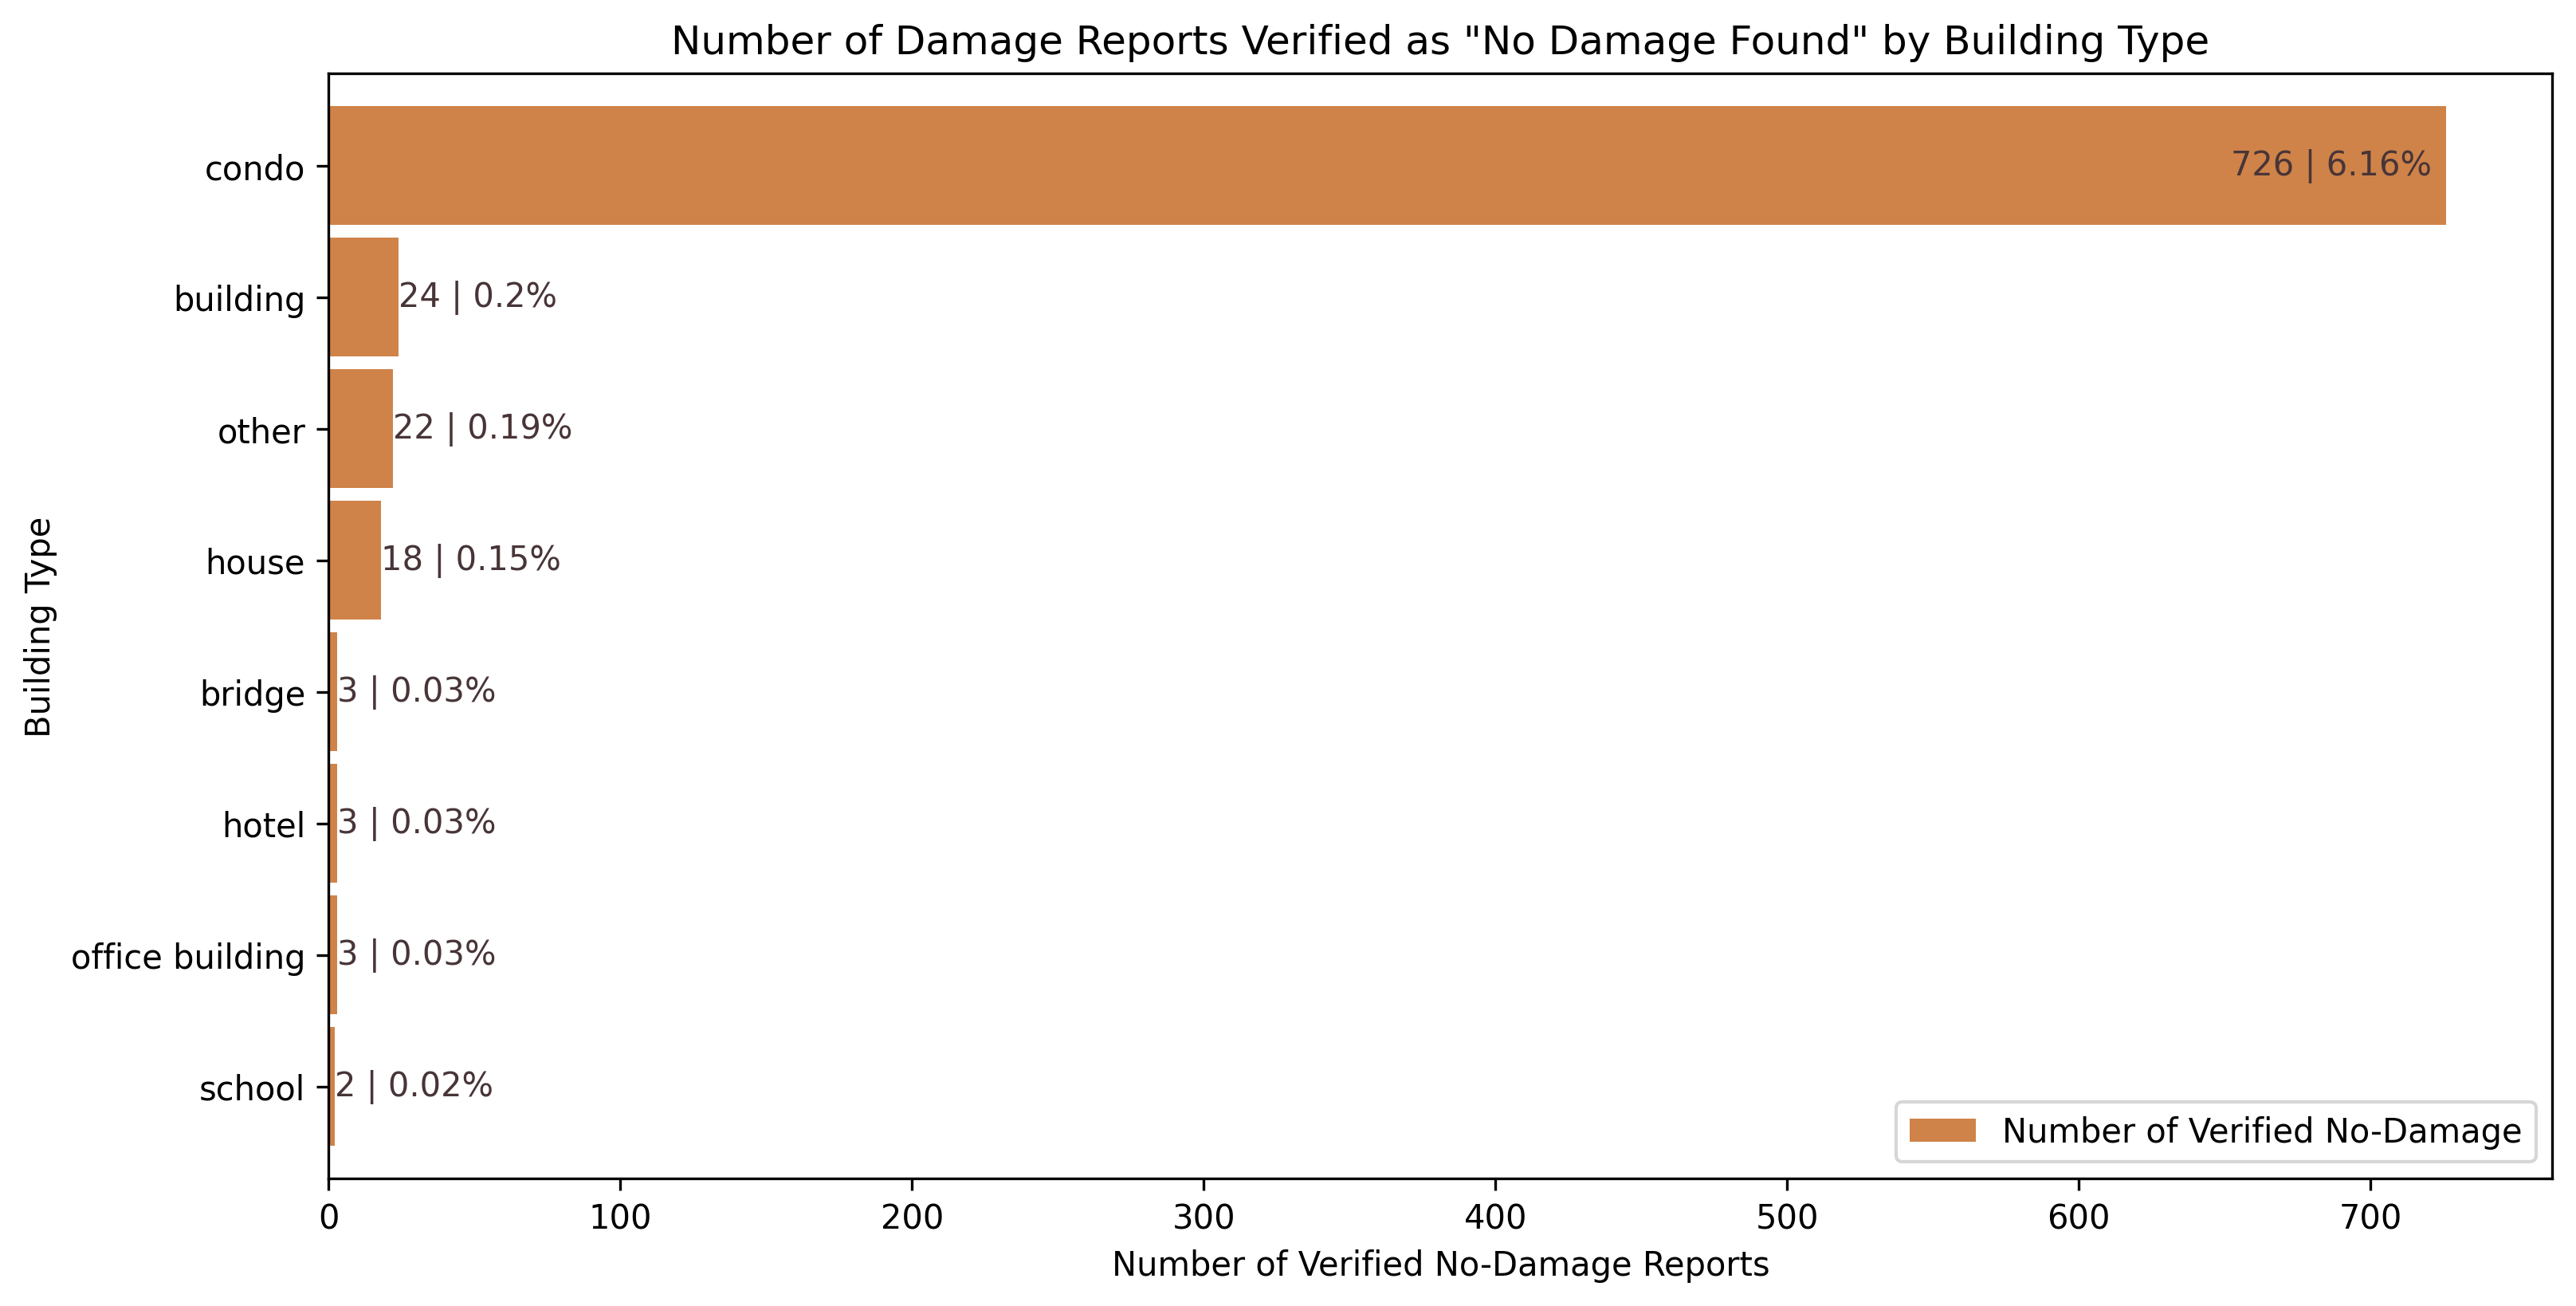 Number of Damage Reports Verified as "No Damage Found" by Building Type
condo
726 | 6.16%
building
24 | 0.2%
other
22 | 0.19%
house
18 | 0.15%
bridge
3 | 0.03%
hotel
3 | 0.03%
office building
3 | 0.03%
school
2 | 0.02%
Building Type
Number of Verified No-Damage
0 100 200 300 400 500 600 700
Number of Verified No-Damage Reports